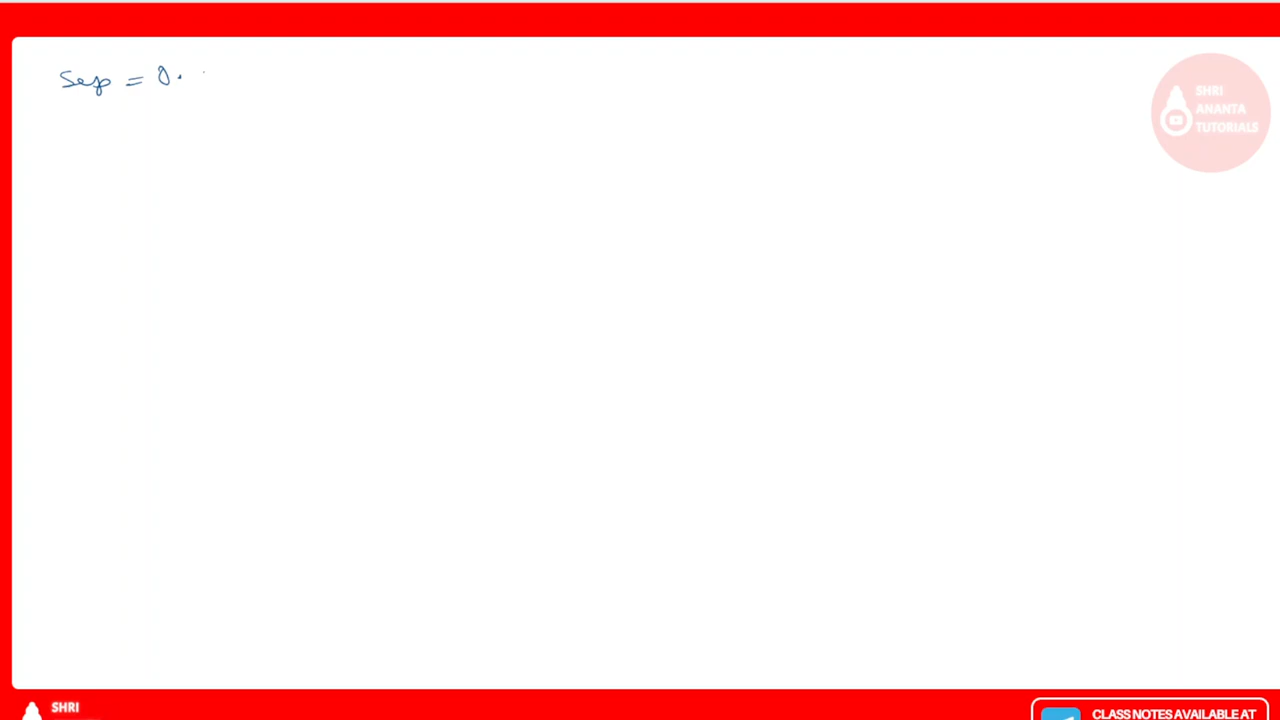 Sep = 0.
SHRI
ANANTA
TUTORIALS
SHRI
CLASS NOTES AVAILABLE AT